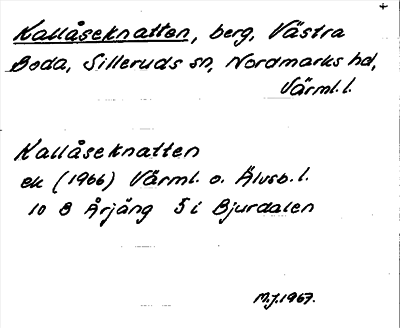 Kallåseknatten, berg, Västra
Boda, Silleruds sn, Nordmarks hd,
Värml. l.
Kallåseknatten
ek (1966) Värml. o. Älvsb. l.
10 B Årjäng 5 i Bjurdalen
M.J. 1967.